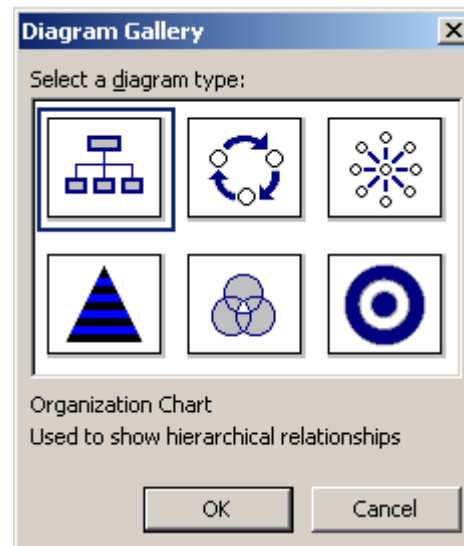 Diagram Gallery
Select a diagram type:
Organization Chart
Used to show hierarchical relationships
OK
Cancel